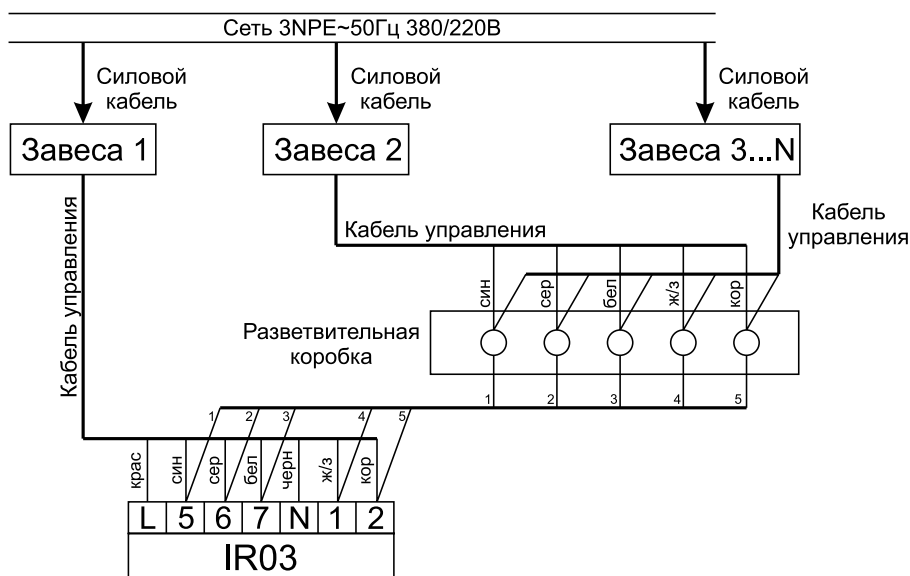 Сеть 3NPE~50Гц 380/220В
Силовой
кабель
Силовой
кабель
Силовой
кабель
Завеса 1
Завеса 2
Завеса 3...N
Кабель управления
Кабель управления
Кабель
управления
син
сер
бел
ж/з
кор
Разветвительная
коробка
1
2
3
4
5
1
2
3
4
5
крас
син
сер
бел
черн
ж/з
кор
L 5 6 7 N 1 2
IR03